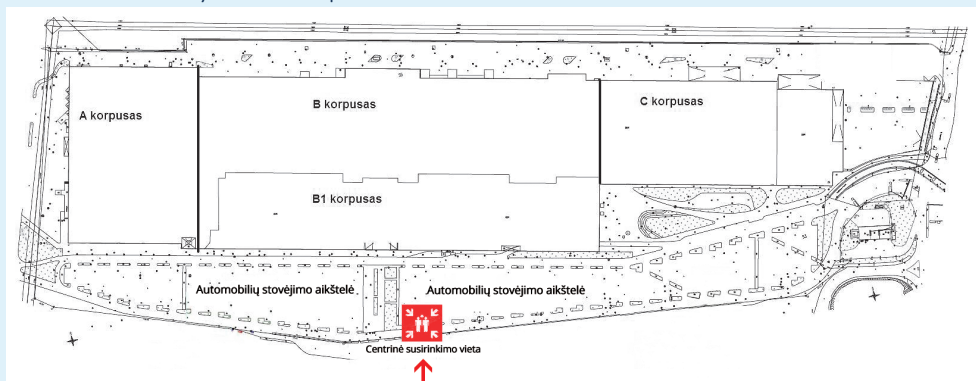 A korpusas
B korpusas
C korpusas
B1 korpusas
Automobilių stovėjimo aikštelė
Automobilių stovėjimo aikštelė
Centrinė susirinkimo vieta